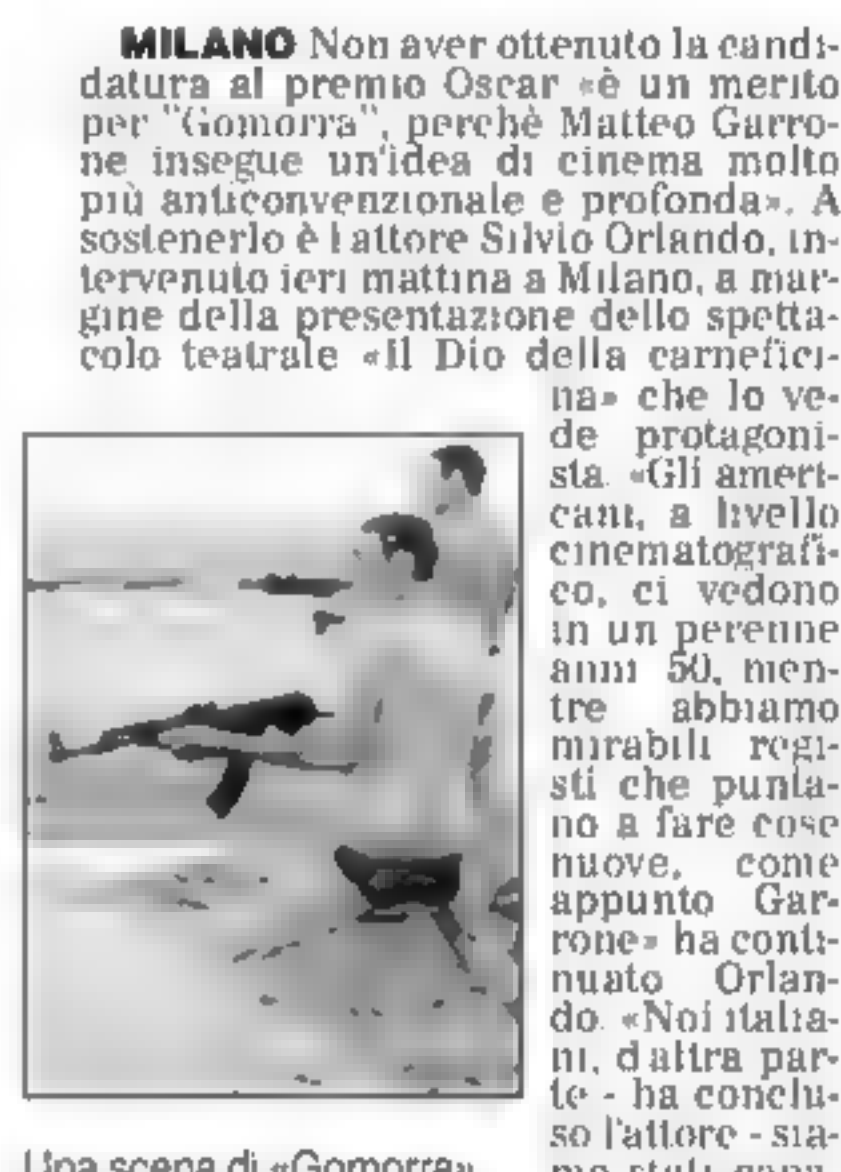 MILANO Non aver ottenuto la candi-
datura al premio Oscar «è un merito
per "Gomorra", perchè Matteo Garro-
ne insegue un'idea di cinema molto
più anticonvenzionale e profonda». A
sostenerlo è l'attore Silvio Orlando, in-
tervenuto ieri mattina a Milano, a mar-
gine della presentazione dello spetta-
colo teatrale «Il Dio della carnefici-
na» che lo ve-
de protagoni-
sta. «Gli ameri-
cani, a livello
cinematografi-
co, ci vedono
in un perenne
anni 50, men-
tre abbiamo
mirabili regi-
sti che punta-
no a fare cose
nuove, come
appunto Gar-
rone» ha conti-
nuato Orlan-
do. «Noi italia-
ni, d'altra par-
te - ha conclu-
so l'attore - sia-
mo stati
Una scena di «Gomorra»